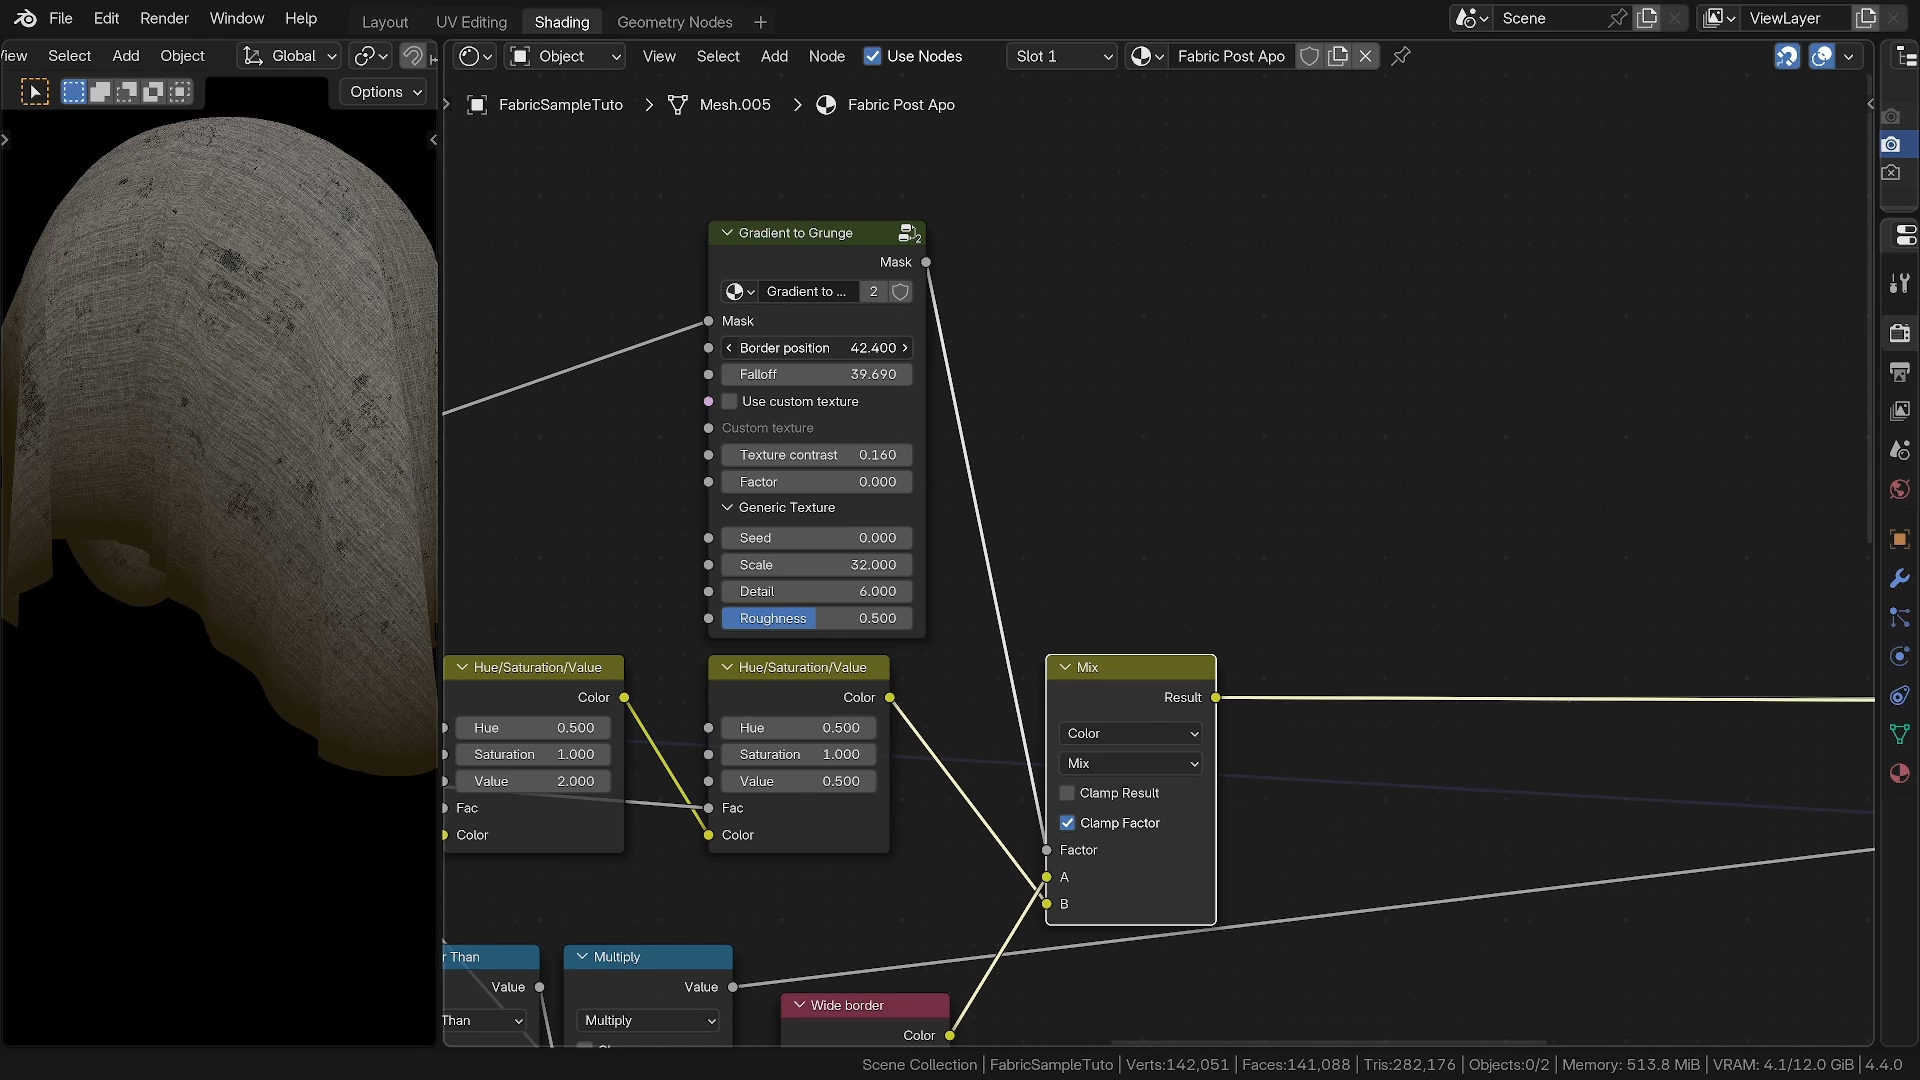 File Edit Render Window Help Layout UV Editing Shading Geometry Nodes Scene ViewLayer
iew Select Add Object Global Object View Select Add Node Use Nodes Slot 1 Fabric Post Apo
Options
FabricSampleTuto Mesh.005 Fabric Post Apo
Gradient to Grunge 2
Mask
Gradient to ... 2
Mask
Border position 42.400
Falloff 39.690
Use custom texture
Custom texture
Texture contrast 0.160
Factor 0.000
Generic Texture
Seed 0.000
Scale 32.000
Detail 6.000
Roughness 0.500
Hue/Saturation/Value
Color
Hue 0.500
Saturation 1.000
Value 2.000
Fac
Color
Hue/Saturation/Value
Color
Hue 0.500
Saturation 1.000
Value 0.500
Fac
Color
Mix
Result
Color
Mix
Clamp Result
Clamp Factor
Factor
A
B
r Than
Value
Than
Multiply
Value
Multiply
Wide border
Color
Scene Collection | FabricSampleTuto | Verts:142,051 | Faces:141,088 | Tris:282,176 | Objects:0/2 | Memory: 513.8 MiB | VRAM: 4.1/12.0 GiB | 4.4.0